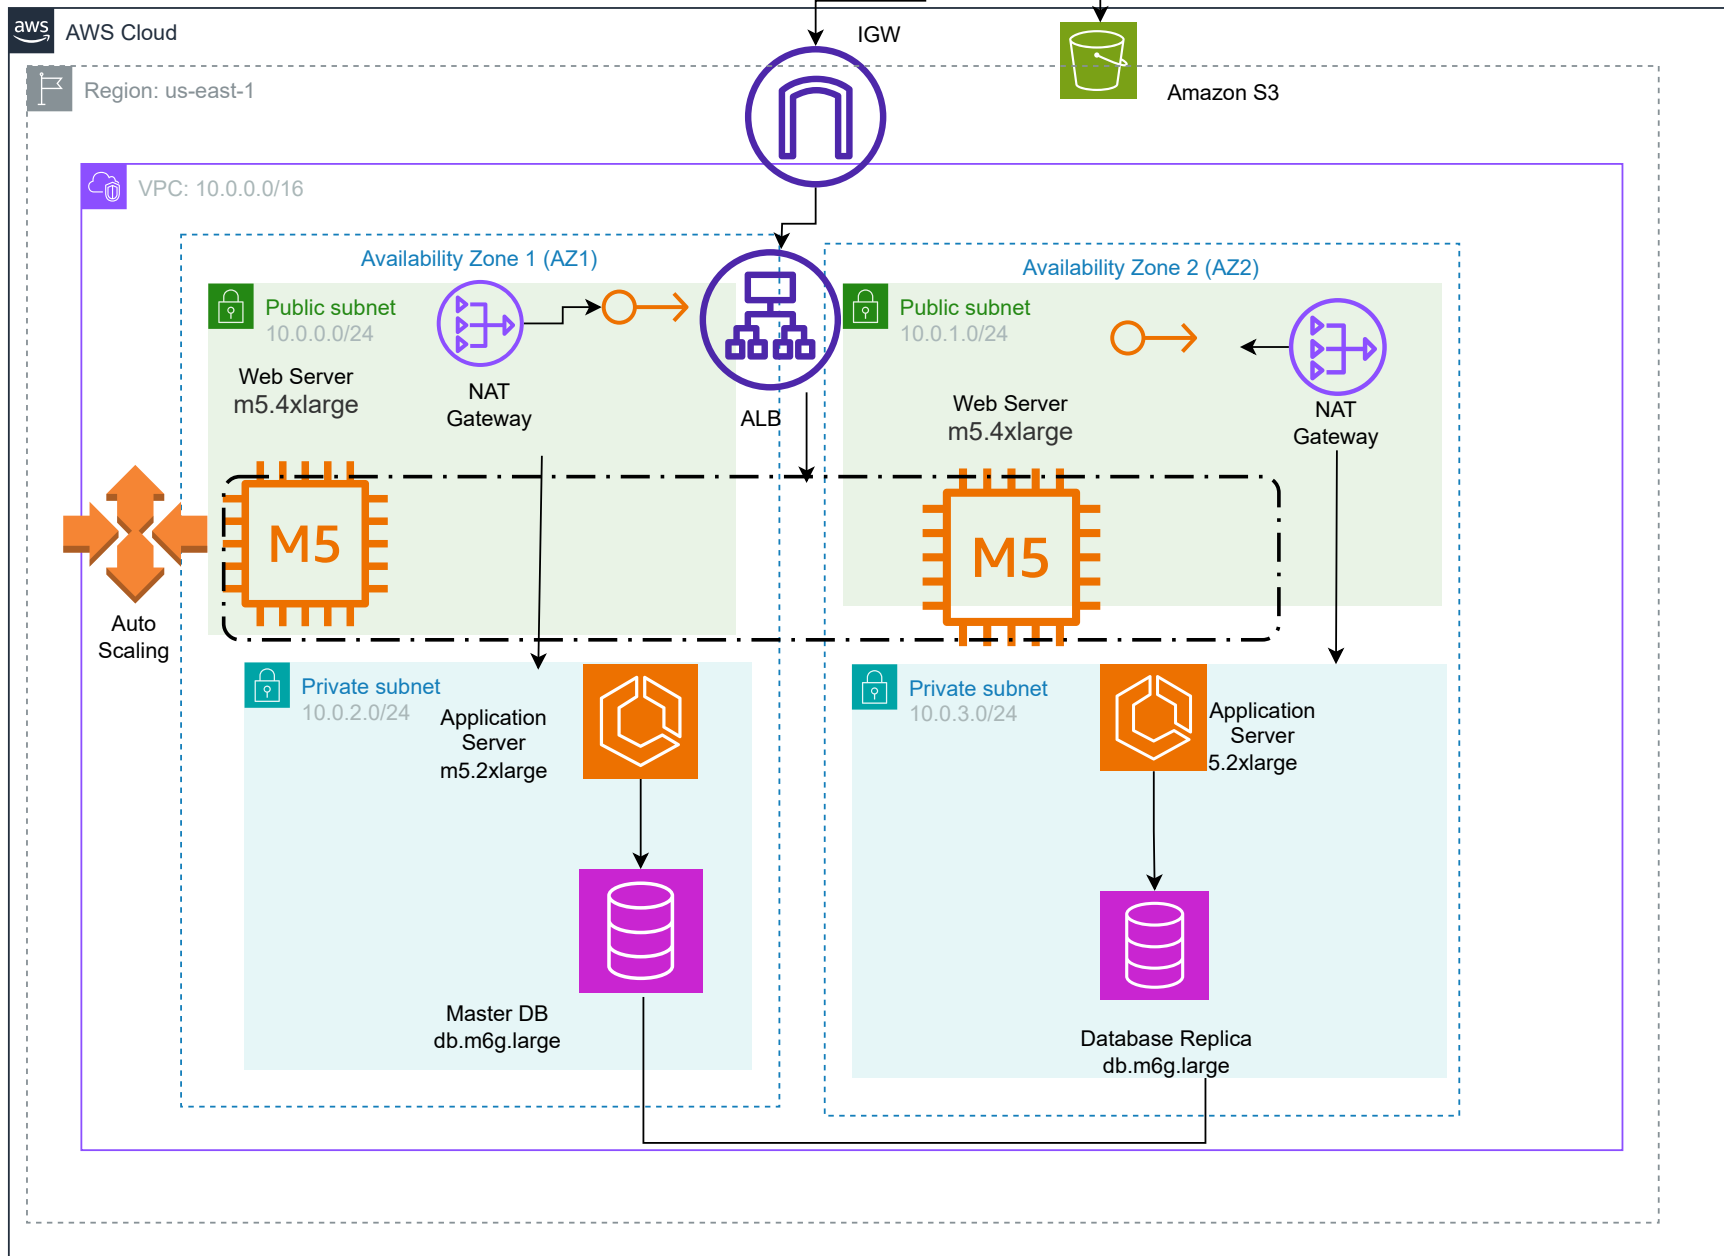 aws
AWS Cloud
IGW
Amazon S3
Region: us-east-1
VPC: 10.0.0.0/16
Availability Zone 1 (AZ1)
Public subnet
10.0.0.0/24
Web Server
m5.4xlarge
NAT
Gateway
ALB
Availability Zone 2 (AZ2)
Public subnet
10.0.1.0/24
Web Server
m5.4xlarge
NAT
Gateway
M5
M5
Auto
Scaling
Private subnet
10.0.2.0/24
Application
Server
m5.2xlarge
Master DB
db.m6g.large
Private subnet
10.0.3.0/24
Application
Server
5.2xlarge
Database Replica
db.m6g.large